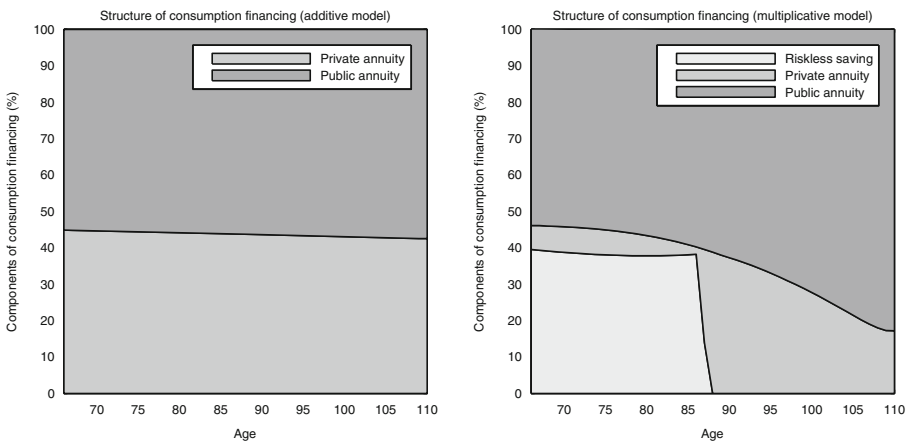 Structure of consumption financing (additive model)
Components of consumption financing (%)
100
90
80
70
60
50
40
30
20
10
0
Private annuity
Public annuity
70 75 80 85 90 95 100 105 110
Age
Structure of consumption financing (multiplicative model)
Components of consumption financing (%)
100
90
80
70
60
50
40
30
20
10
0
Riskless saving
Private annuity
Public annuity
70 75 80 85 90 95 100 105 110
Age